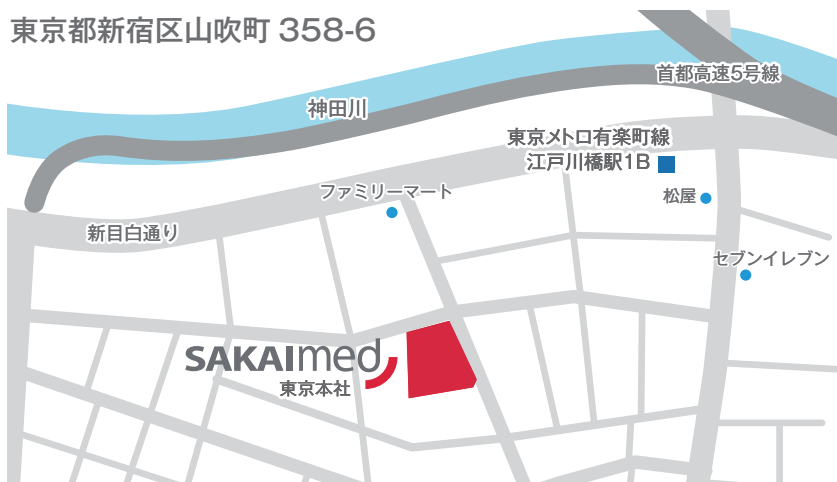 東京都新宿区山吹町 358-6
首都高速5号線
神田川
東京メトロ有楽町線
江戸川橋駅1B
ファミリーマート
松屋
新目白通り
セブンイレブン
SAKAImed
東京本社